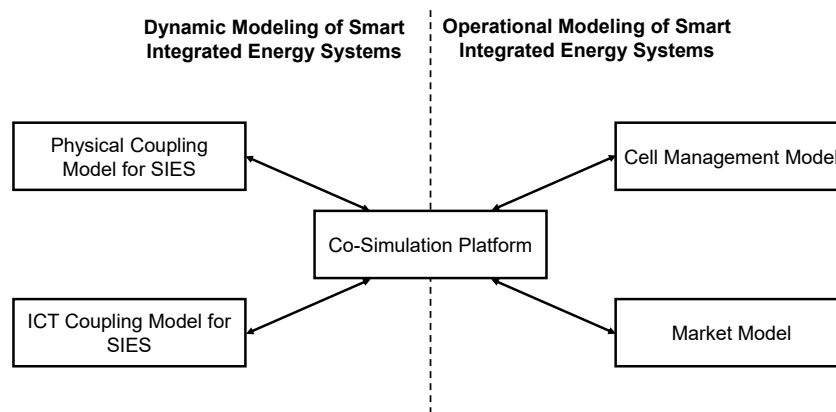 Dynamic Modeling of Smart
Integrated Energy Systems
Operational Modeling of Smart
Integrated Energy Systems
Physical Coupling
Model for SIES
Cell Management Model
Co-Simulation Platform
ICT Coupling Model for
SIES
Market Model